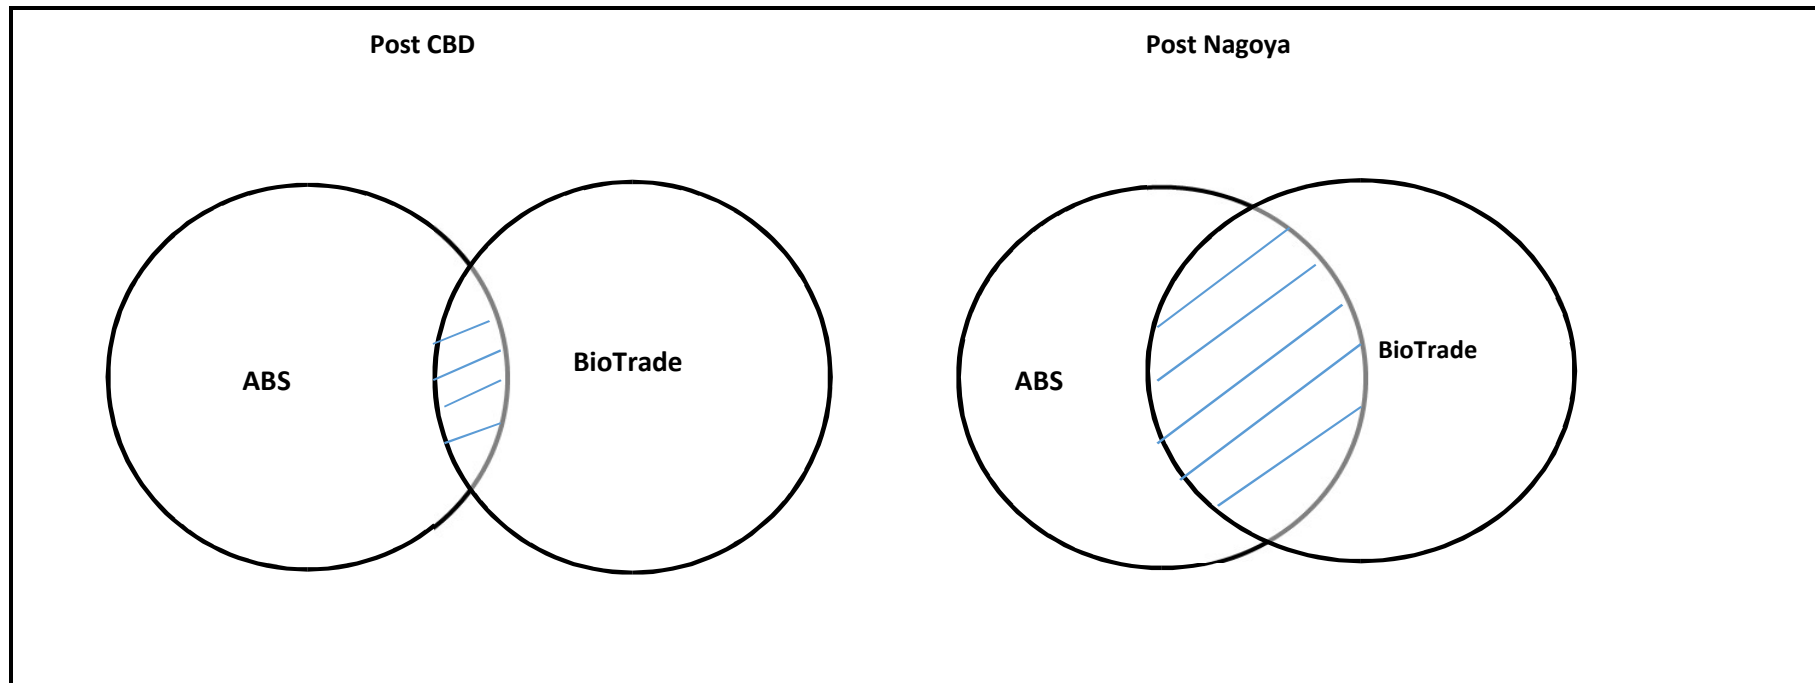 Post CBD
Post Nagoya
ABS
BioTrade
ABS
BioTrade